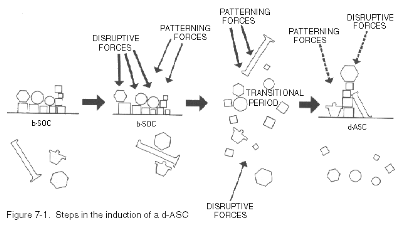 PATTERNING
FORCES
DISRUPTIVE
FORCES
PATTERNING
FORCES
DISRUPTIVE
FORCES
PATTERNING
FORCES
TRANSITIONAL
PERIOD
b-SOC
b-SOC
d-ASC
DISRUPTIVE
FORCES
Figure 7-1. Steps in the induction of a d-ASC